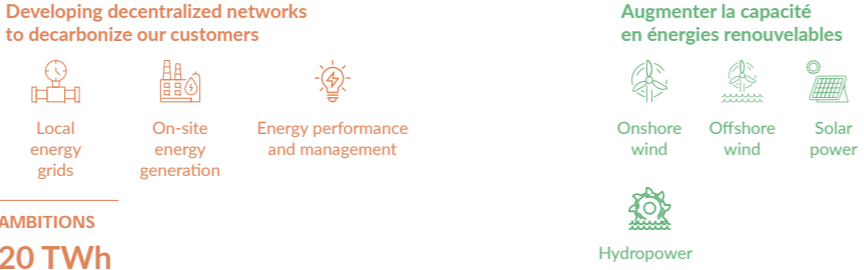 Developing decentralized networks
to decarbonize our customers
Local
energy
grids
On-site
energy
generation
Energy performance
and management
AMBITIONS
20 TWh
Augmenter la capacité
en énergies renouvelables
Onshore
wind
Offshore
wind
Solar
power
Hydropower